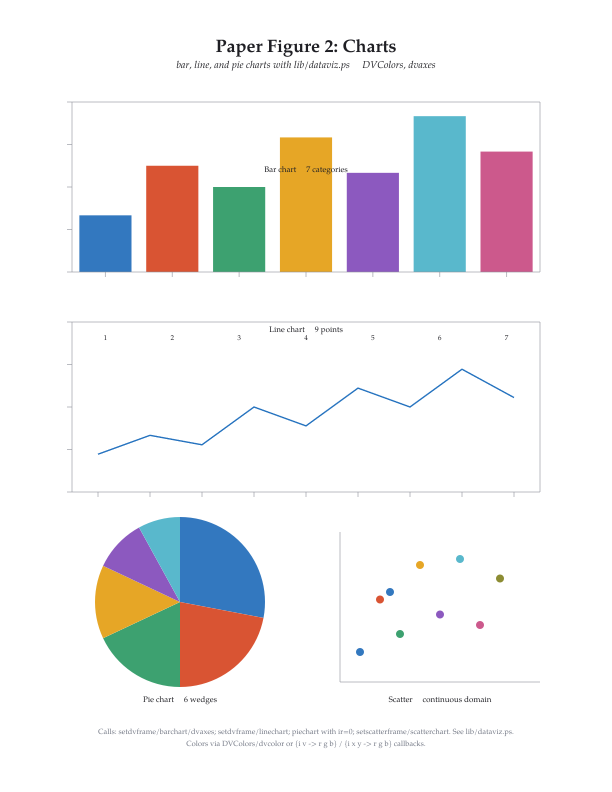 Paper Figure 2: Charts
bar, line, and pie charts with lib/dataviz.ps DVColors, dvaxes
Bar chart 7 categories
Line chart 9 points
1 2 3 4 5 6 7
Pie chart 6 wedges
Scatter continuous domain
Calls: setdvframe/barchart/dvaxes; setdvframe/linechart; piechart with ir=0; setscatterframe/scatterchart. See lib/dataviz.ps.
Colors via DVColors/dvcolor or {i v -> r g b} / {i x y -> r g b} callbacks.